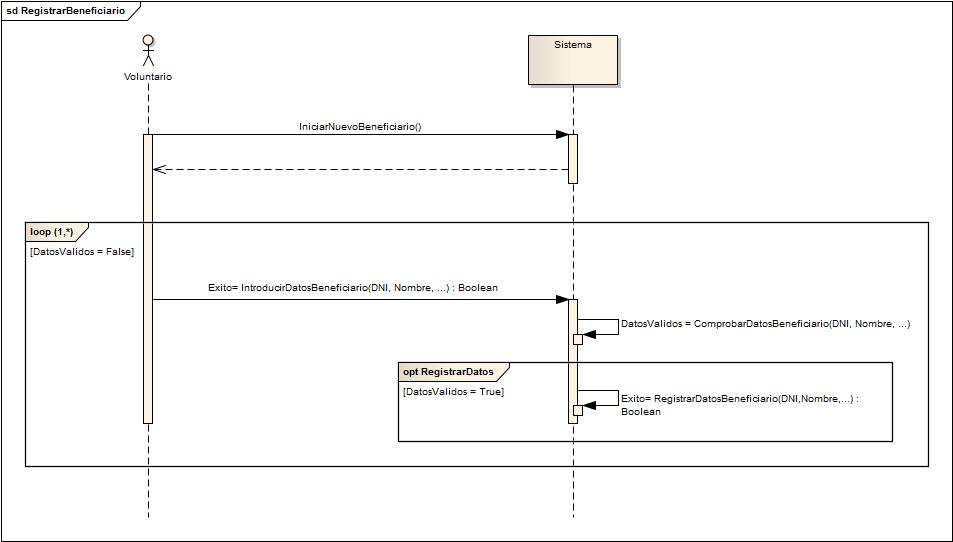 sd RegistrarBeneficiario
Voluntario
Sistema
IniciarNuevoBeneficiario()
loop (1,*)
[DatosValidos = False]
Exito= IntroducirDatosBeneficiario(DNI, Nombre, ...) : Boolean
DatosValidos = ComprobarDatosBeneficiario(DNI, Nombre, ...)
opt RegistrarDatos
[DatosValidos = True]
Exito= RegistrarDatosBeneficiario(DNI,Nombre,...) :
Boolean